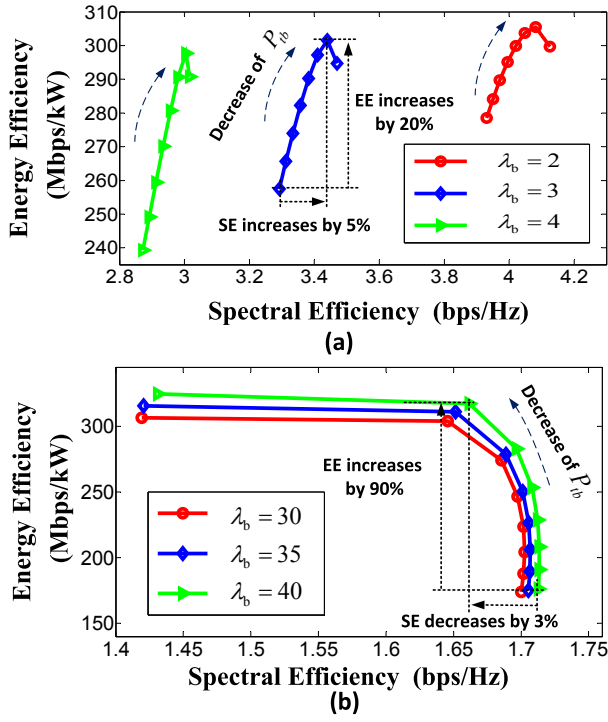 310
300
290
280
270
260
250
240
Energy Efficiency
(Mbps/kW)
Decrease of P_tb
EE increases
by 20%
SE increases by 5%
λ_b = 2
λ_b = 3
λ_b = 4
2.8 3 3.2 3.4 3.6 3.8 4 4.2
Spectral Efficiency (bps/Hz)
(a)
300
250
200
150
140
Energy Efficiency
(Mbps/kW)
EE increases
by 90%
Decrease of P_tb
λ_b = 30
λ_b = 35
λ_b = 40
SE decreases by 3%
1.4 1.45 1.5 1.55 1.6 1.65 1.7 1.75
Spectral Efficiency (bps/Hz)
(b)